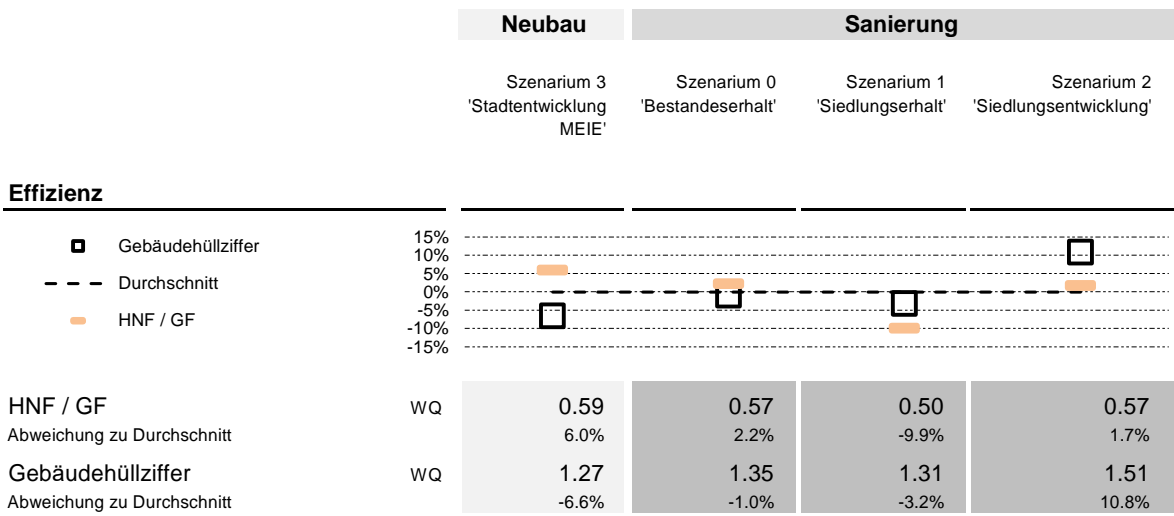 Neubau Sanierung
Szenarium 3 Szenarium 0 Szenarium 1 Szenarium 2
'Stadtentwicklung 'Bestandeserhalt' 'Siedlungserhalt' 'Siedlungsentwicklung'
MEIE'
Effizienz
Gebäudehüllziffer
Durchschnitt
HNF / GF
15%
10%
5%
0%
-5%
-10%
-15%
HNF / GF WQ 0.59 0.57 0.50 0.57
Abweichung zu Durchschnitt 6.0% 2.2% -9.9% 1.7%
Gebäudehüllziffer WQ 1.27 1.35 1.31 1.51
Abweichung zu Durchschnitt -6.6% -1.0% -3.2% 10.8%